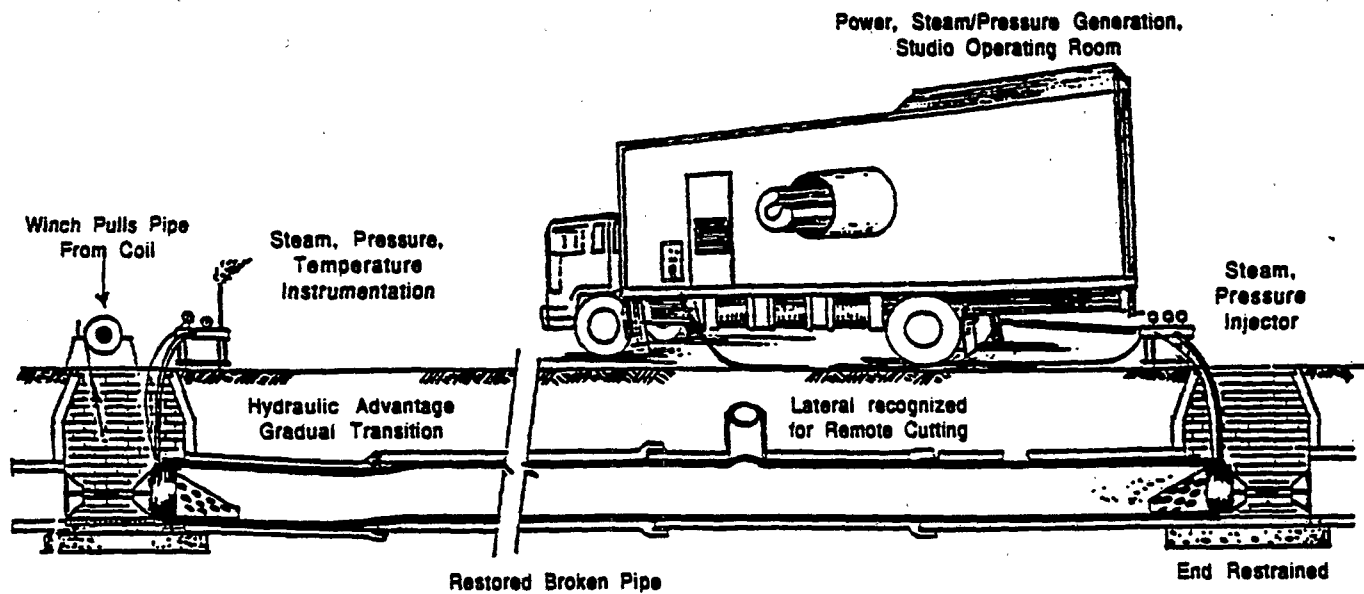 Power, Steam/Pressure Generation,
Studio Operating Room
Winch Pulls Pipe
From Coil
Steam, Pressure,
Temperature
Instrumentation
Steam,
Pressure
Injector
Hydraulic Advantage
Gradual Transition
Lateral recognized
for Remote Cutting
Restored Broken Pipe
End Restrained